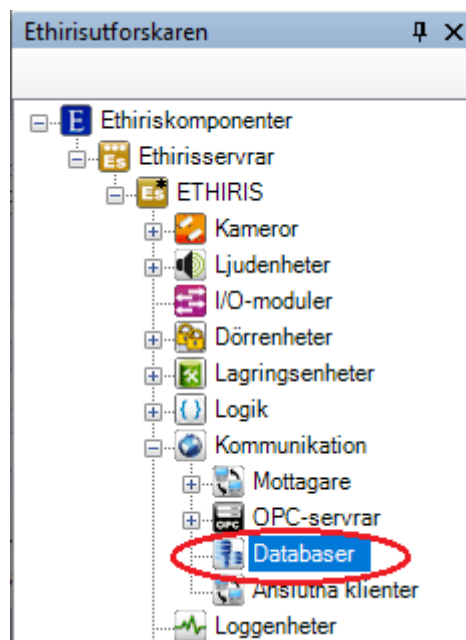 Ethirisutforskaren
Ethiriskomponenter
Ethirisservrar
ETHIRIS
Kameror
Ljudenheter
I/O-moduler
Dörrenheter
Lagringsenheter
Logik
Kommunikation
Mottagare
OPC-servrar
Databaser
Anslutna klienter
Loggenheter